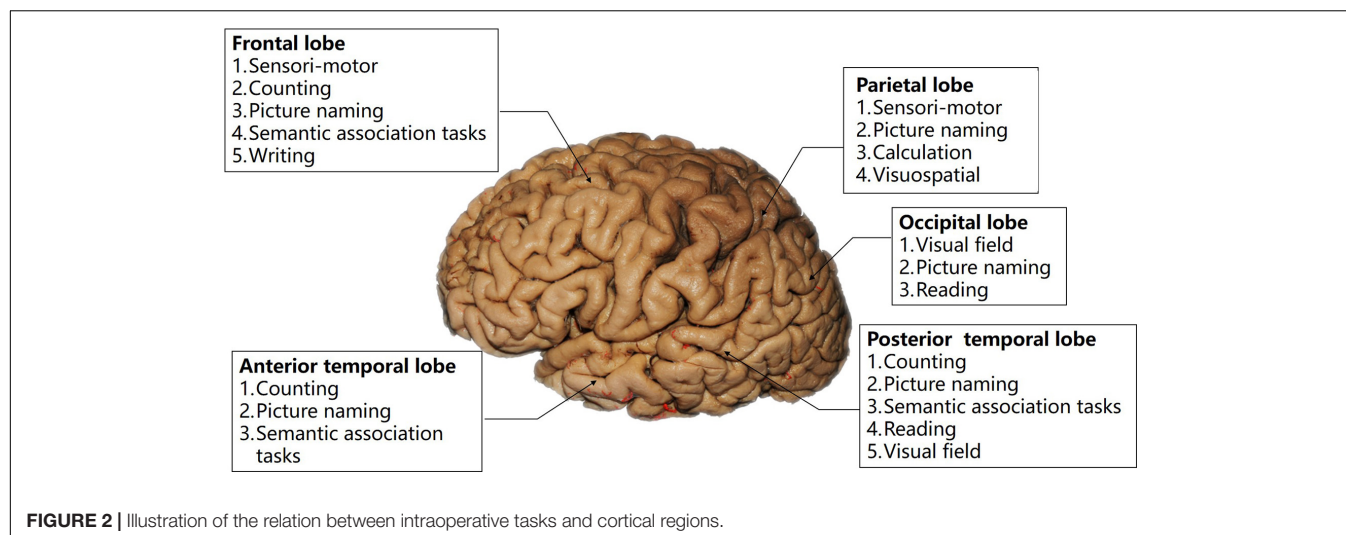 Frontal lobe
1.Sensori-motor
2.Counting
3.Picture naming
4.Semantic association tasks
5.Writing
Parietal lobe
1.Sensori-motor
2.Picture naming
3.Calculation
4.Visuospatial
Occipital lobe
1.Visual field
2.Picture naming
3.Reading
Anterior temporal lobe
1.Counting
2.Picture naming
3.Semantic association
tasks
Posterior temporal lobe
1.Counting
2.Picture naming
3.Semantic association tasks
4.Reading
5.Visual field
FIGURE 2 | Illustration of the relation between intraoperative tasks and cortical regions.